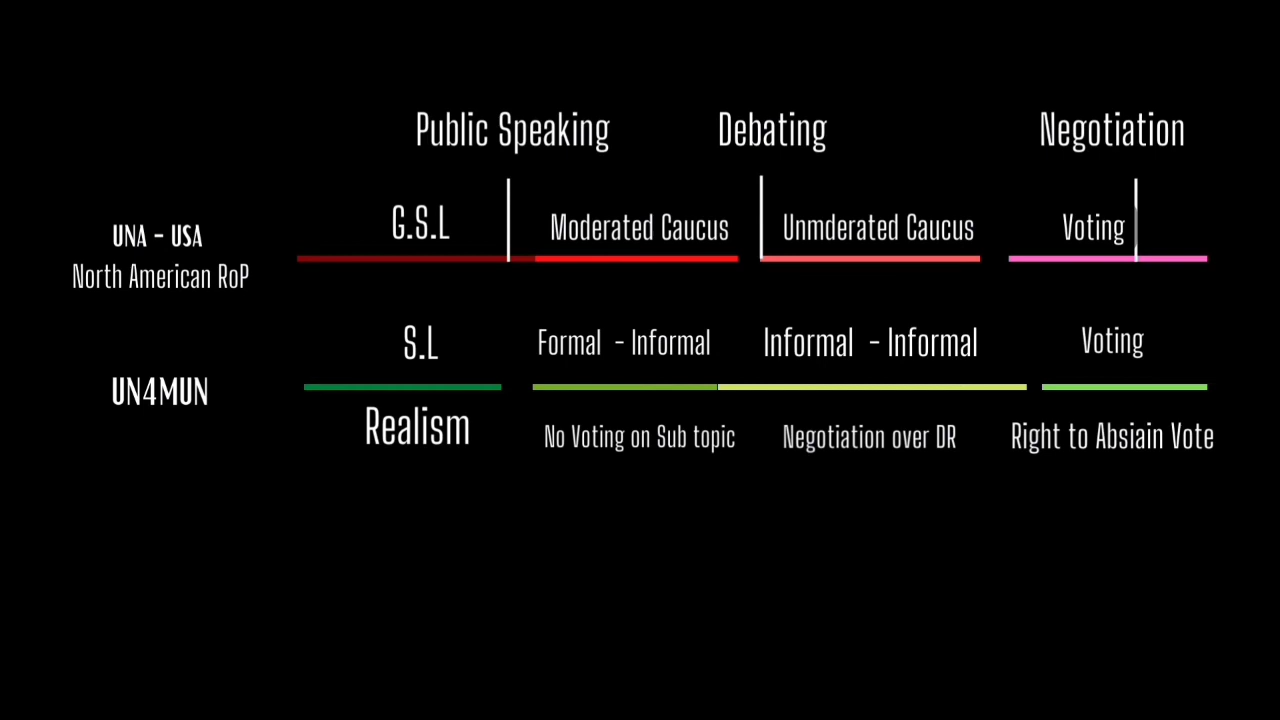 Public Speaking Debating Negotiation
G.S.L Moderated Caucus Unmderated Caucus Voting
UNA - USA
North American RoP
S.L Formal - Informal Informal - Informal Voting
UN4MUN
Realism No Voting on Sub topic Negotiation over DR Right to Absiain Vote